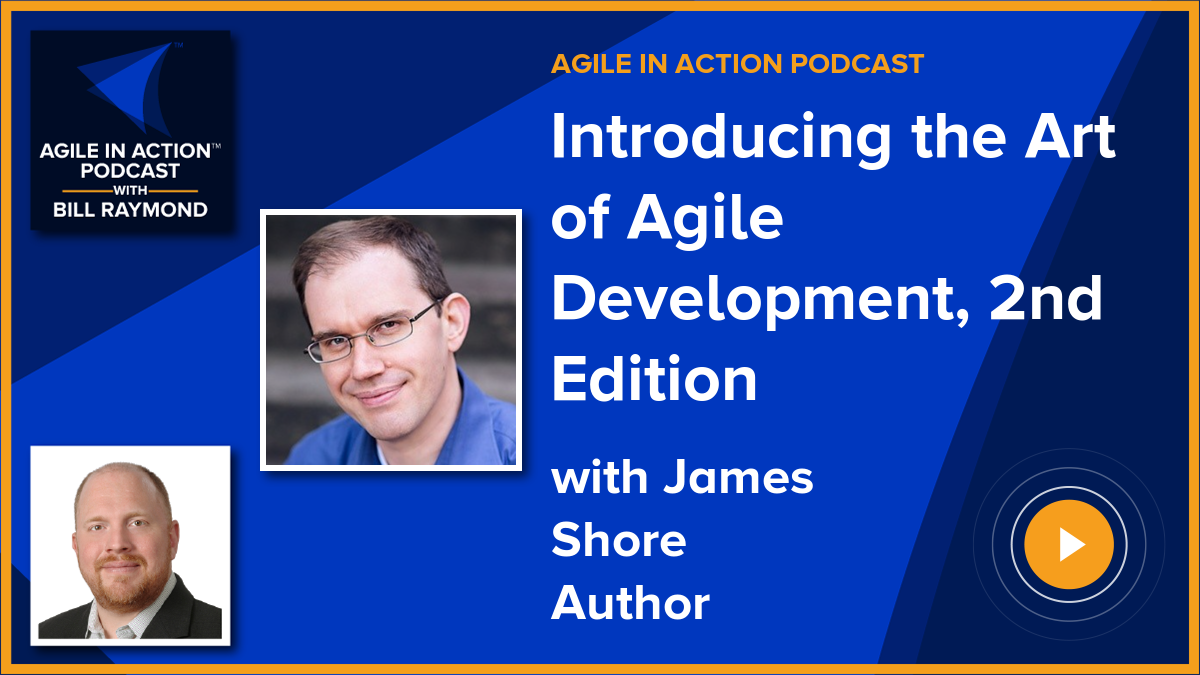 AGILE IN ACTION™
PODCAST
WITH
BILL RAYMOND
AGILE IN ACTION PODCAST
Introducing the Art
of Agile
Development, 2nd
Edition
with James
Shore
Author